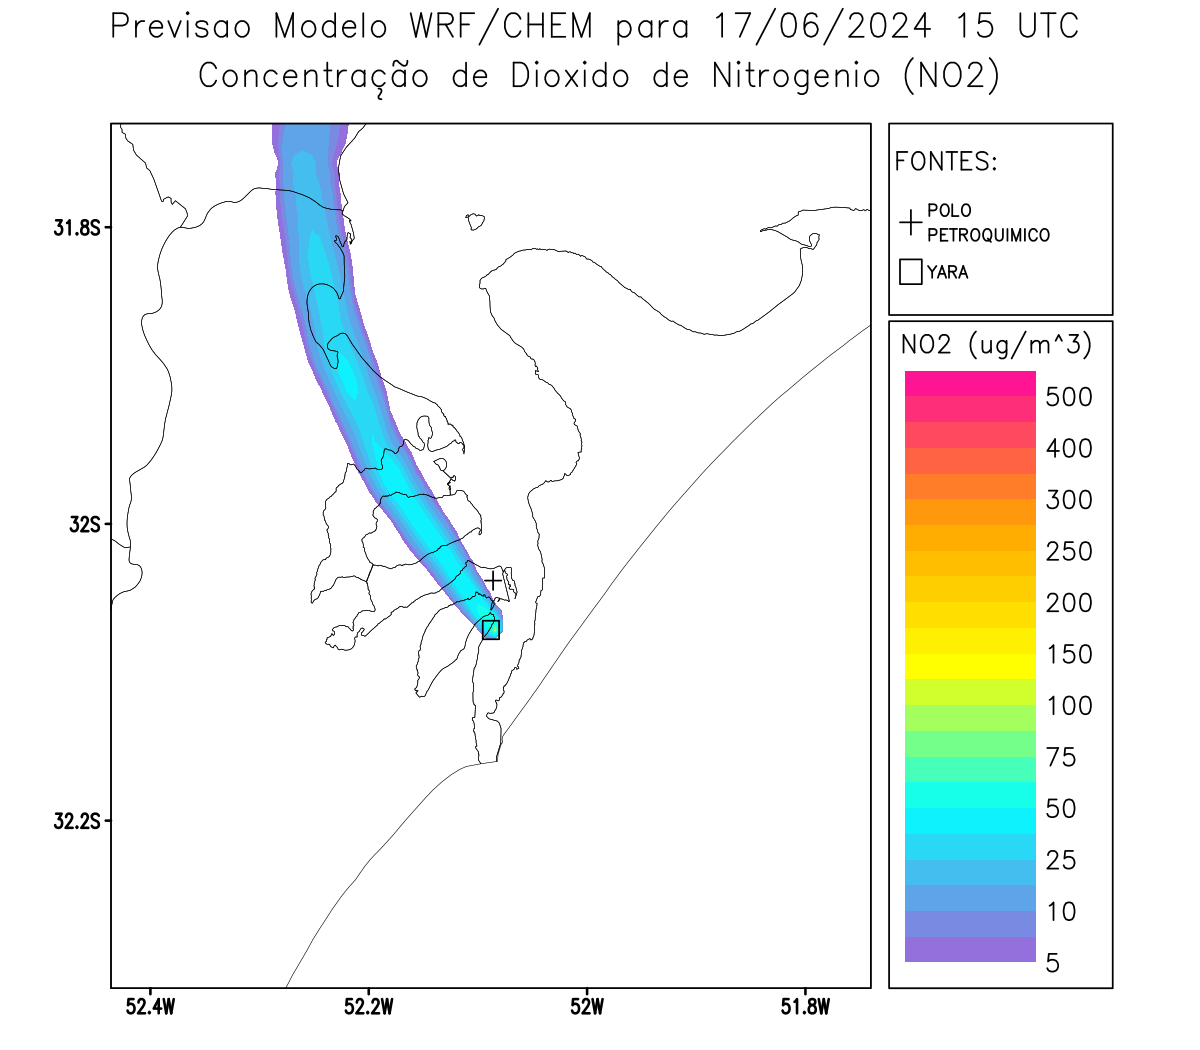 Previsao Modelo WRF/CHEM para 17/06/2024 15 UTC
Concentração de Dioxido de Nitrogenio (NO2)
FONTES:
POLO
PETROQUIMICO
YARA
31.8S
32S
32.2S
52.4W
52.2W
52W
51.8W
NO2 (ug/m^3)
500
400
300
250
200
150
100
75
50
25
10
5